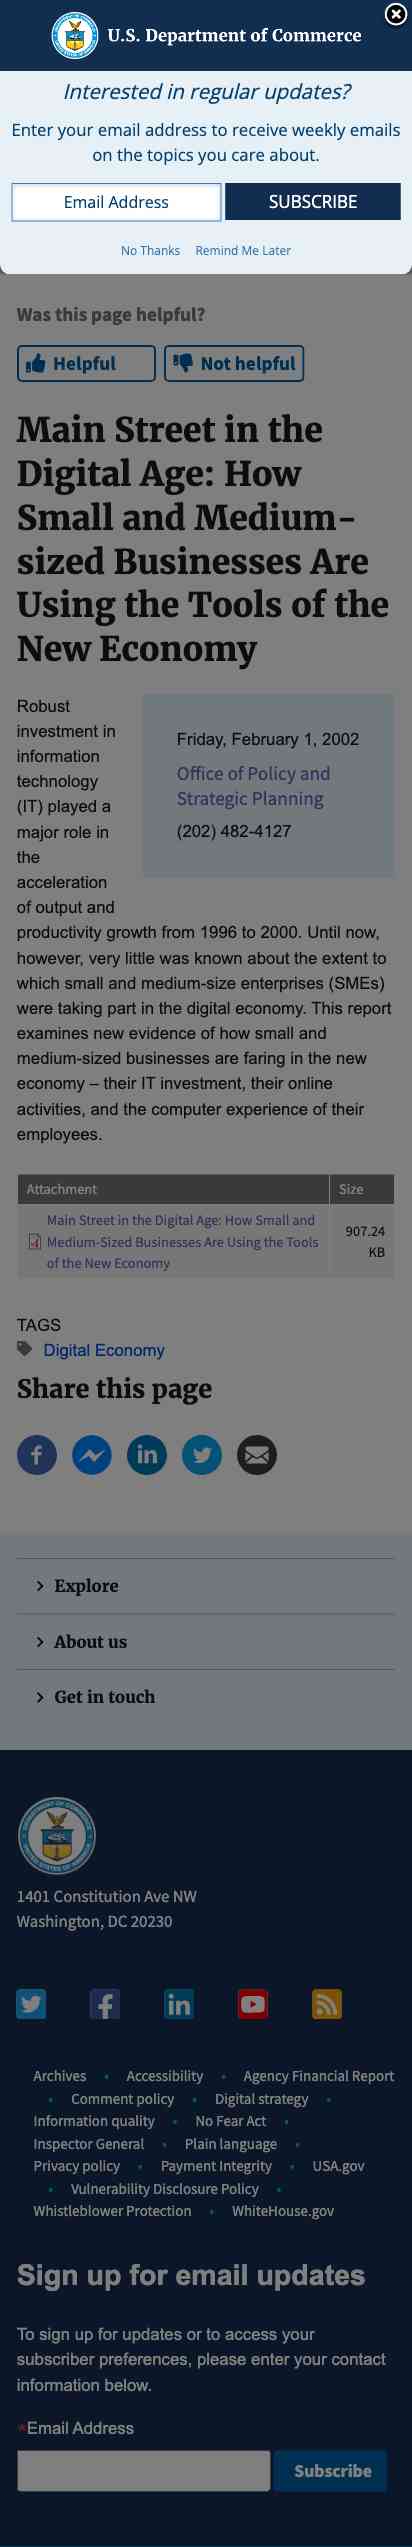 U.S. Department of Commerce
Interested in regular updates?
Enter your email address to receive weekly emails
on the topics you care about.
Email Address
SUBSCRIBE
No Thanks Remind Me Later
Was this page helpful?
Helpful
Not helpful
Main Street in the
Digital Age: How
Small and Medium-
sized Businesses Are
Using the Tools of the
New Economy
Robust
investment in
information
technology
(IT) played a
major role in
the
acceleration
of output and
Friday, February 1, 2002
Office of Policy and
Strategic Planning
(202) 482-4127
productivity growth from 1996 to 2000. Until now,
however, very little was known about the extent to
which small and medium-size enterprises (SMEs)
were taking part in the digital economy. This report
examines new evidence of how small and
medium-sized businesses are faring in the new
economy – their IT investment, their online
activities, and the computer experience of their
employees.
Attachment Size
Main Street in the Digital Age: How Small and
Medium-Sized Businesses Are Using the Tools
of the New Economy
907.24
KB
TAGS
Digital Economy
Share this page
Explore
About us
Get in touch
1401 Constitution Ave NW
Washington, DC 20230
Archives • Accessibility • Agency Financial Report
• Comment policy • Digital strategy •
Information quality • No Fear Act •
Inspector General • Plain language •
Privacy policy • Payment Integrity • USA.gov
• Vulnerability Disclosure Policy •
Whistleblower Protection • WhiteHouse.gov
Sign up for email updates
To sign up for updates or to access your
subscriber preferences, please enter your contact
information below.
*Email Address
Subscribe